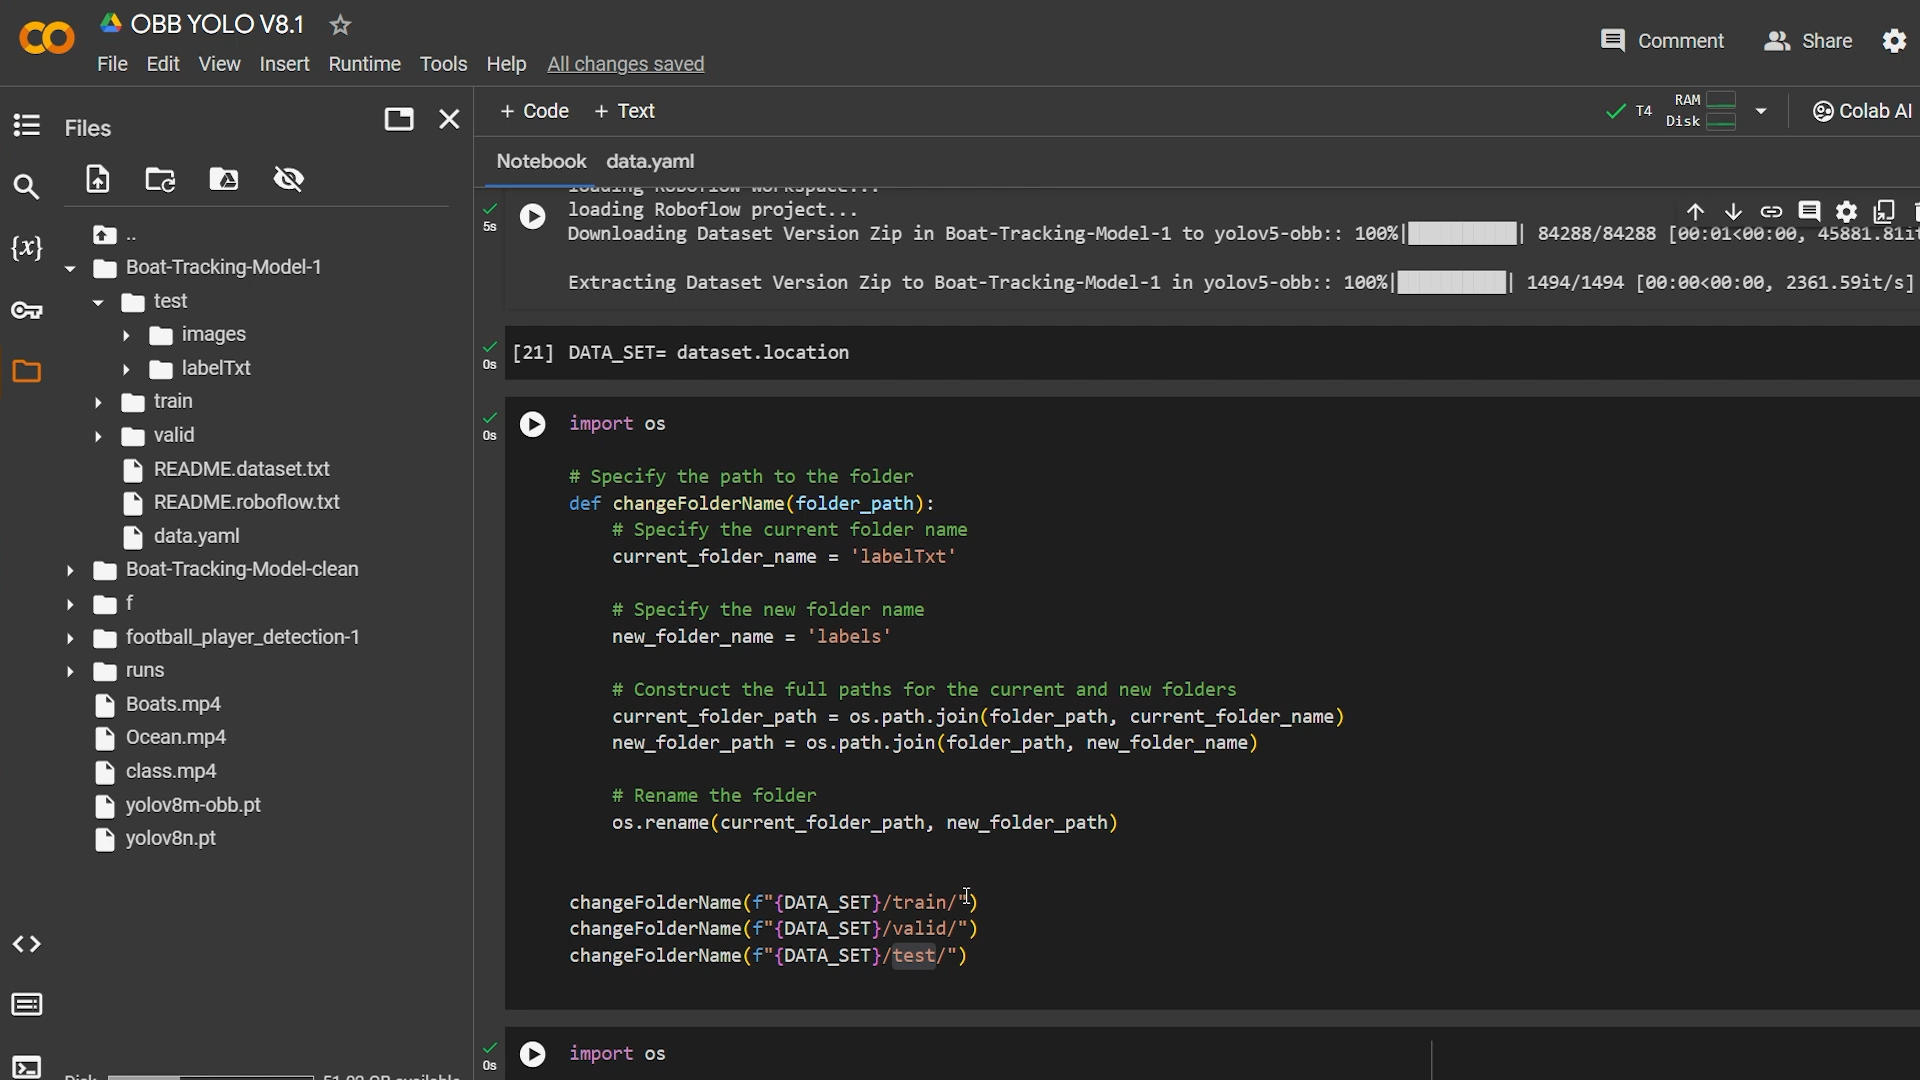 OBB YOLO V8.1
File Edit View Insert Runtime Tools Help All changes saved
Comment Share
Files
+ Code + Text
T4 RAM Disk
Colab AI
Notebook data.yaml
..
Boat-Tracking-Model-1
test
images
labelTxt
train
valid
README.dataset.txt
README.roboflow.txt
data.yaml
Boat-Tracking-Model-clean
f
football_player_detection-1
runs
Boats.mp4
Ocean.mp4
class.mp4
yolov8m-obb.pt
yolov8n.pt
{x}
<>
5s
loading Roboflow workspace...
loading Roboflow project...
Downloading Dataset Version Zip in Boat-Tracking-Model-1 to yolov5-obb:: 100%|██████████| 84288/84288 [00:01<00:00, 45881.81it
Extracting Dataset Version Zip to Boat-Tracking-Model-1 in yolov5-obb:: 100%|██████████| 1494/1494 [00:00<00:00, 2361.59it/s]
0s
[21] DATA_SET= dataset.location
0s
import os
# Specify the path to the folder
def changeFolderName(folder_path):
# Specify the current folder name
current_folder_name = 'labelTxt'
# Specify the new folder name
new_folder_name = 'labels'
# Construct the full paths for the current and new folders
current_folder_path = os.path.join(folder_path, current_folder_name)
new_folder_path = os.path.join(folder_path, new_folder_name)
# Rename the folder
os.rename(current_folder_path, new_folder_path)
changeFolderName(f"{DATA_SET}/train/")
changeFolderName(f"{DATA_SET}/valid/")
changeFolderName(f"{DATA_SET}/test/")
0s
import os